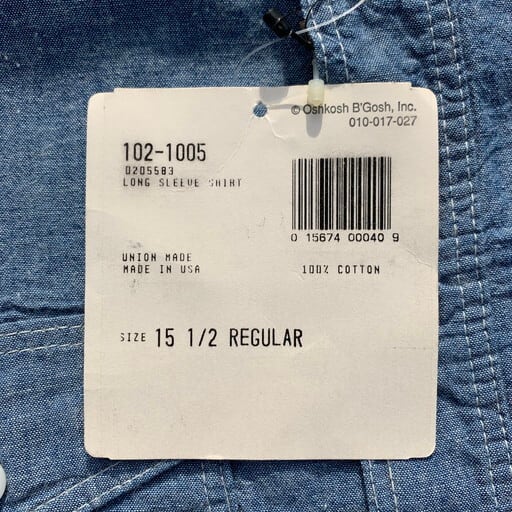 © Oshkosh B'Gosh, Inc.
010-017-027
102-1005
0205583
LONG SLEEVE SHIRT
0 15674 00040 9
UNION MADE
MADE IN USA
100% COTTON
SIZE 15 1/2 REGULAR